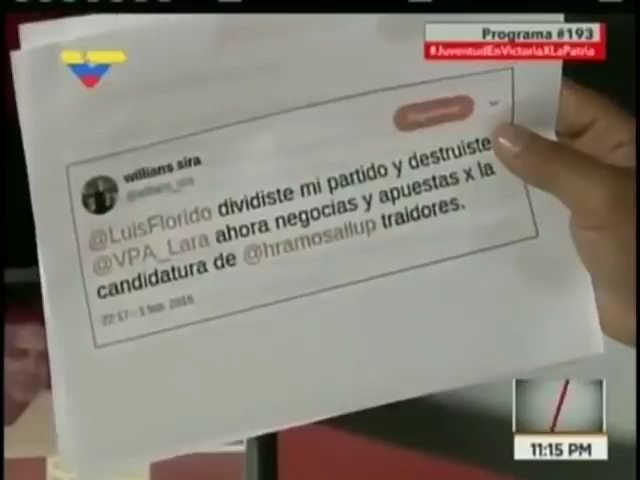 Programa #193
#JuventudEnVictoriaXLaPatria
willians sira
@LuisFlorido dividiste mi partido y destruiste
@VPA_Lara ahora negocias y apuestas x la
candidatura de @hramosallup traidores.
11:15 PM